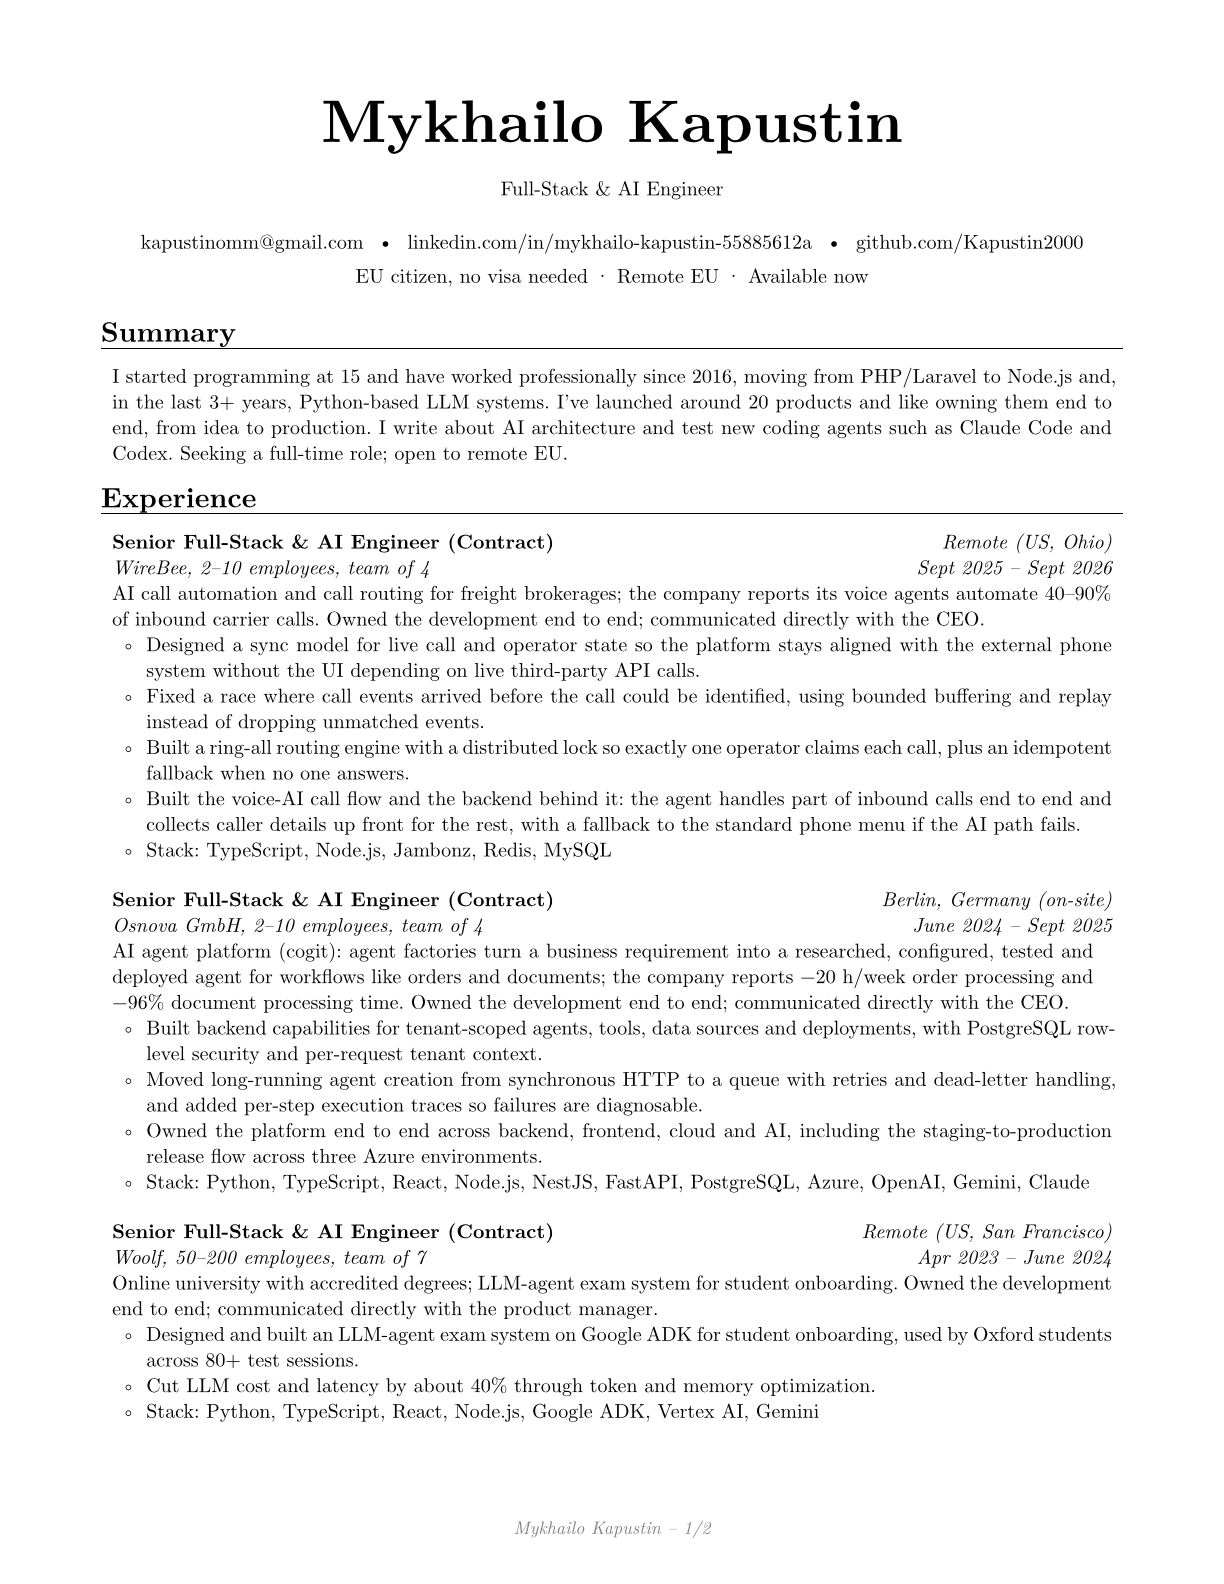 Mykhailo Kapustin
Full-Stack & AI Engineer
kapustinomm@gmail.com • linkedin.com/in/mykhailo-kapustin-55885612a • github.com/Kapustin2000
EU citizen, no visa needed · Remote EU · Available now
Summary
I started programming at 15 and have worked professionally since 2016, moving from PHP/Laravel to Node.js and,
in the last 3+ years, Python-based LLM systems. I've launched around 20 products and like owning them end to
end, from idea to production. I write about AI architecture and test new coding agents such as Claude Code and
Codex. Seeking a full-time role; open to remote EU.
Experience
Senior Full-Stack & AI Engineer (Contract) Remote (US, Ohio)
WireBee, 2–10 employees, team of 4 Sept 2025 – Sept 2026
AI call automation and call routing for freight brokerages; the company reports its voice agents automate 40–90%
of inbound carrier calls. Owned the development end to end; communicated directly with the CEO.
◦ Designed a sync model for live call and operator state so the platform stays aligned with the external phone
system without the UI depending on live third-party API calls.
◦ Fixed a race where call events arrived before the call could be identified, using bounded buffering and replay
instead of dropping unmatched events.
◦ Built a ring-all routing engine with a distributed lock so exactly one operator claims each call, plus an idempotent
fallback when no one answers.
◦ Built the voice-AI call flow and the backend behind it: the agent handles part of inbound calls end to end and
collects caller details up front for the rest, with a fallback to the standard phone menu if the AI path fails.
◦ Stack: TypeScript, Node.js, Jambonz, Redis, MySQL
Senior Full-Stack & AI Engineer (Contract) Berlin, Germany (on-site)
Osnova GmbH, 2–10 employees, team of 4 June 2024 – Sept 2025
AI agent platform (cogit): agent factories turn a business requirement into a researched, configured, tested and
deployed agent for workflows like orders and documents; the company reports −20 h/week order processing and
−96% document processing time. Owned the development end to end; communicated directly with the CEO.
◦ Built backend capabilities for tenant-scoped agents, tools, data sources and deployments, with PostgreSQL row-
level security and per-request tenant context.
◦ Moved long-running agent creation from synchronous HTTP to a queue with retries and dead-letter handling,
and added per-step execution traces so failures are diagnosable.
◦ Owned the platform end to end across backend, frontend, cloud and AI, including the staging-to-production
release flow across three Azure environments.
◦ Stack: Python, TypeScript, React, Node.js, NestJS, FastAPI, PostgreSQL, Azure, OpenAI, Gemini, Claude
Senior Full-Stack & AI Engineer (Contract) Remote (US, San Francisco)
Woolf, 50–200 employees, team of 7 Apr 2023 – June 2024
Online university with accredited degrees; LLM-agent exam system for student onboarding. Owned the development
end to end; communicated directly with the product manager.
◦ Designed and built an LLM-agent exam system on Google ADK for student onboarding, used by Oxford students
across 80+ test sessions.
◦ Cut LLM cost and latency by about 40% through token and memory optimization.
◦ Stack: Python, TypeScript, React, Node.js, Google ADK, Vertex AI, Gemini
Mykhailo Kapustin – 1/2